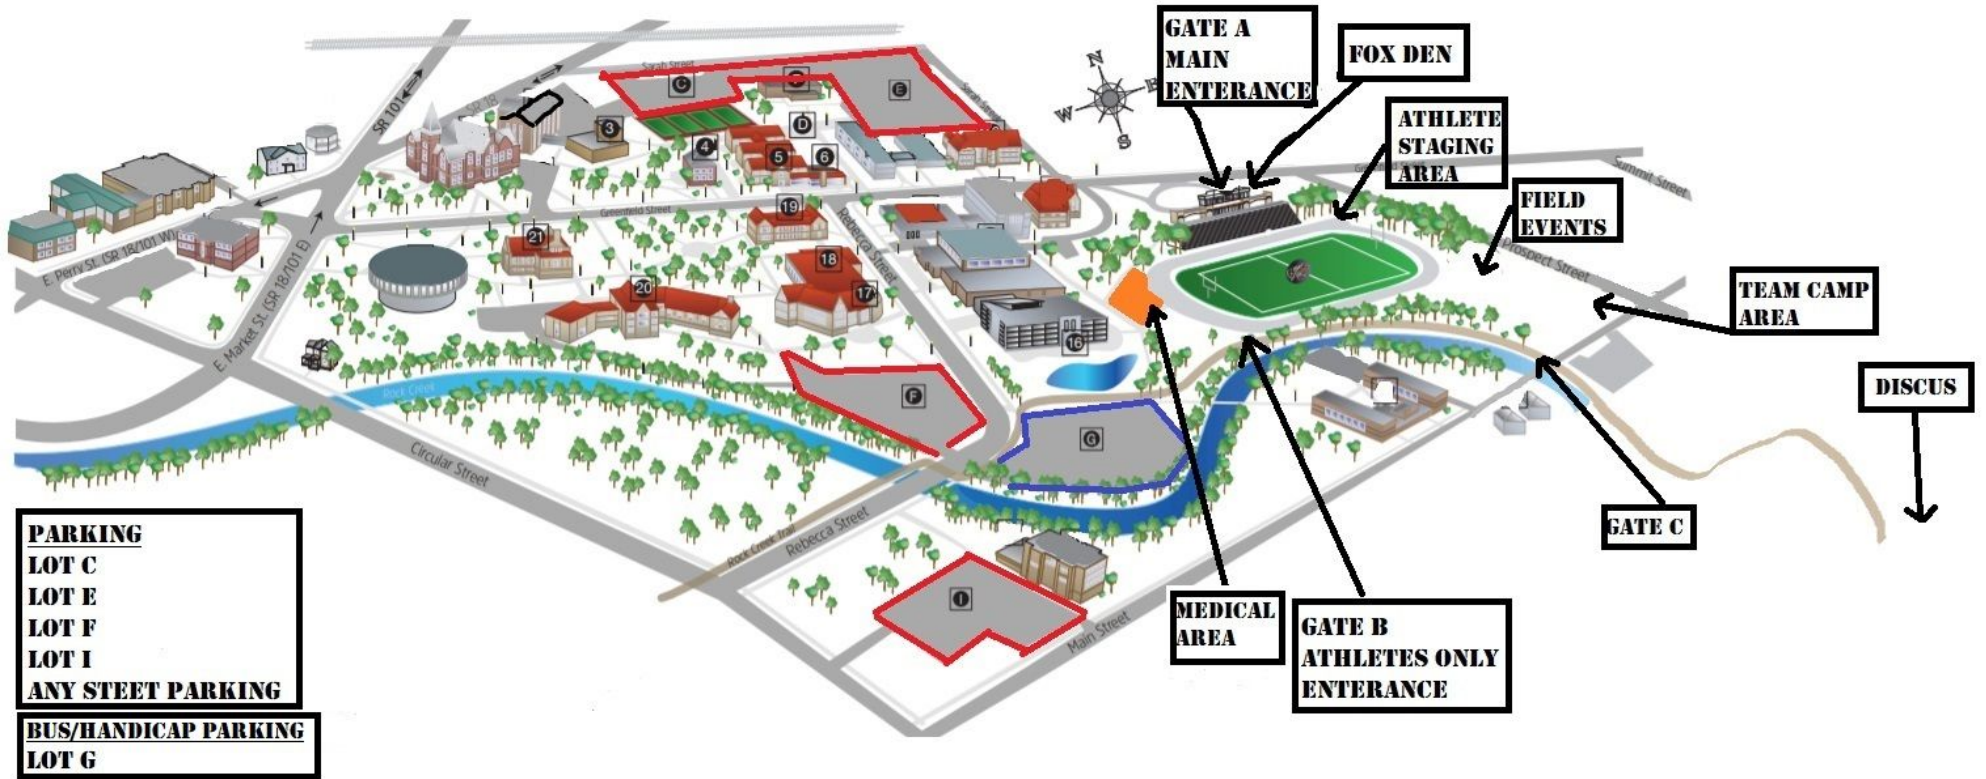 GATE A
MAIN
ENTERANCE
FOX DEN
ATHLETE
STAGING
AREA
FIELD
EVENTS
TEAM CAMP
AREA
DISCUS
GATE C
GATE B
ATHLETES ONLY
ENTERANCE
MEDICAL
AREA
N
W
S
Sarah Street
SR 101
SR 18
C
E
D
3
4
5
6
19
21
18
17
20
16
F
G
I
Greenfield Street
Rebecca Street
Summit Street
Prospect Street
E. Perry St. (SR 18/101 W)
E. Market St. (SR 18/101 E)
Rock Creek
Circular Street
Rock Creek Trail
Rebecca Street
Main Street
PARKING
LOT C
LOT E
LOT F
LOT I
ANY STEET PARKING
BUS/HANDICAP PARKING
LOT G